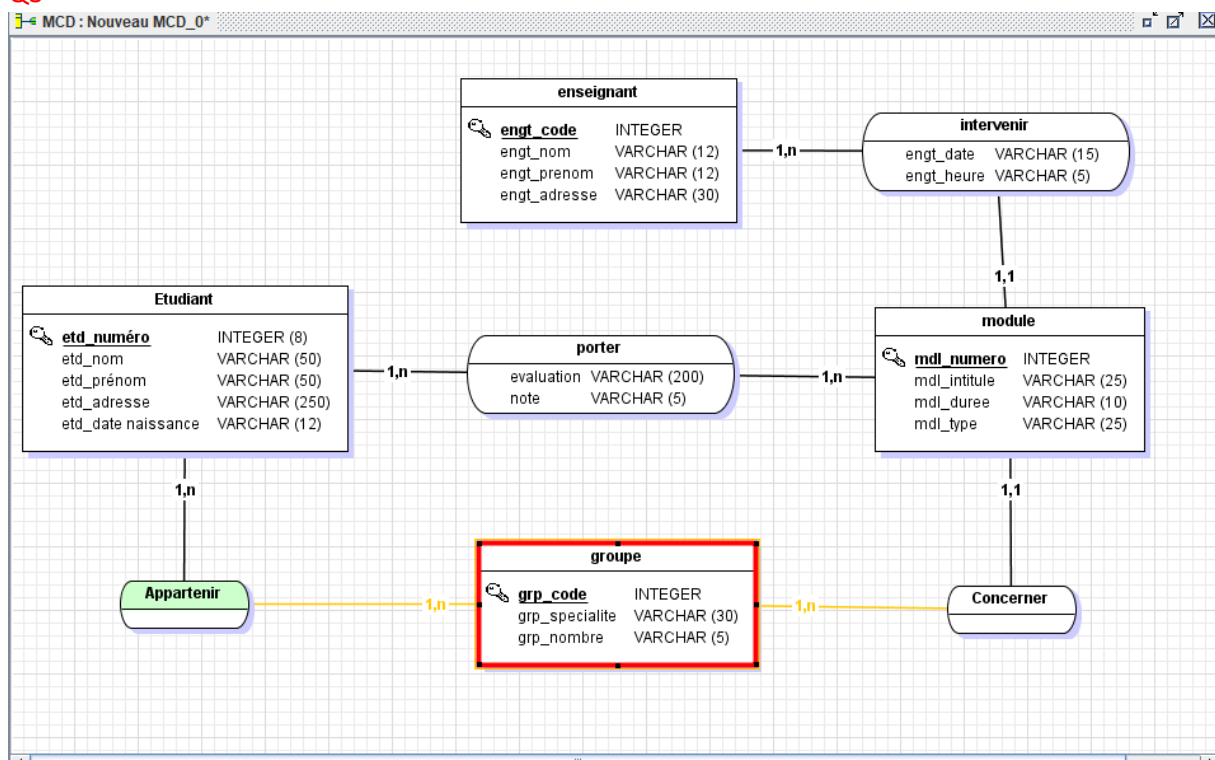 MCD : Nouveau MCD_0*
enseignant
engt_code INTEGER
engt_nom VARCHAR (12)
engt_prenom VARCHAR (12)
engt_adresse VARCHAR (30)
1,n
intervenir
engt_date VARCHAR (15)
engt_heure VARCHAR (5)
1,1
Etudiant
etd_numéro INTEGER (8)
etd_nom VARCHAR (50)
etd_prénom VARCHAR (50)
etd_adresse VARCHAR (250)
etd_date naissance VARCHAR (12)
1,n
porter
evaluation VARCHAR (200)
note VARCHAR (5)
1,n
module
mdl_numero INTEGER
mdl_intitule VARCHAR (25)
mdl_duree VARCHAR (10)
mdl_type VARCHAR (25)
1,n
1,1
Appartenir
1,n
groupe
grp_code INTEGER
grp_specialite VARCHAR (30)
grp_nombre VARCHAR (5)
1,n
Concerner